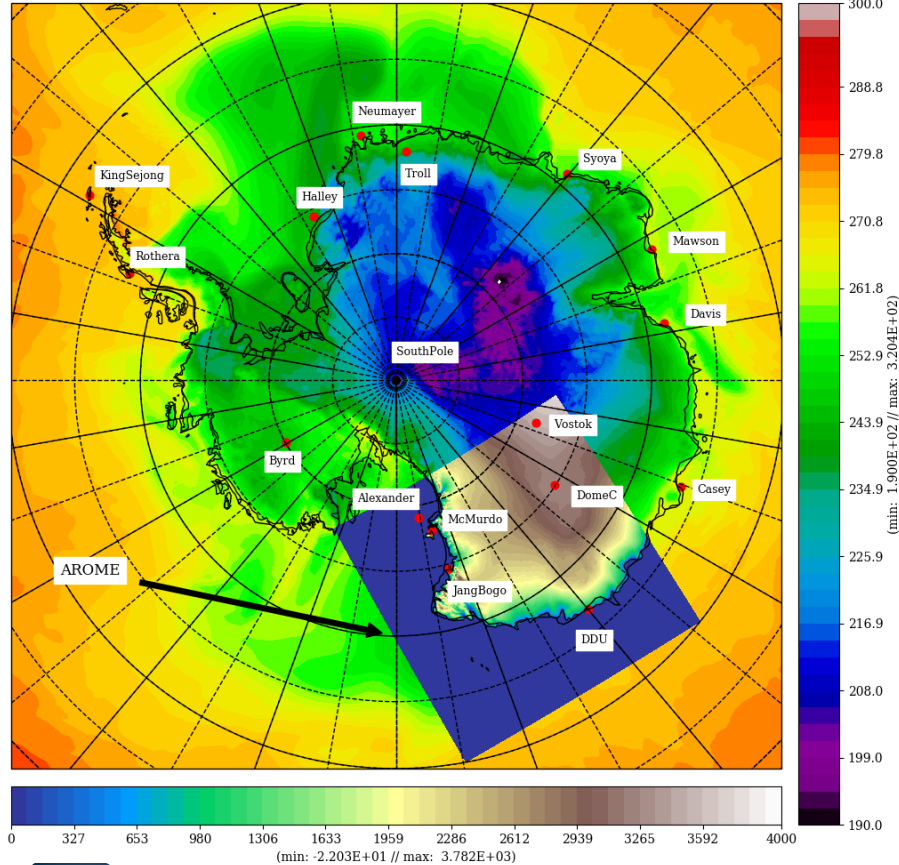 300.0
288.8
279.8
270.8
261.8
252.9
243.9
234.9
225.9
216.9
208.0
199.0
190.0
(min: 1.900E+02 // max: 3.204E+02)
Neumayer
Troll
Syoya
KingSejong
Halley
Rothera
Mawson
Davis
SouthPole
Vostok
Byrd
DomeC
Casey
Alexander
McMurdo
AROME
JangBogo
DDU
0
327
653
980
1306
1633
1959
2286
2612
2939
3265
3592
4000
(min: -2.203E+01 // max: 3.782E+03)